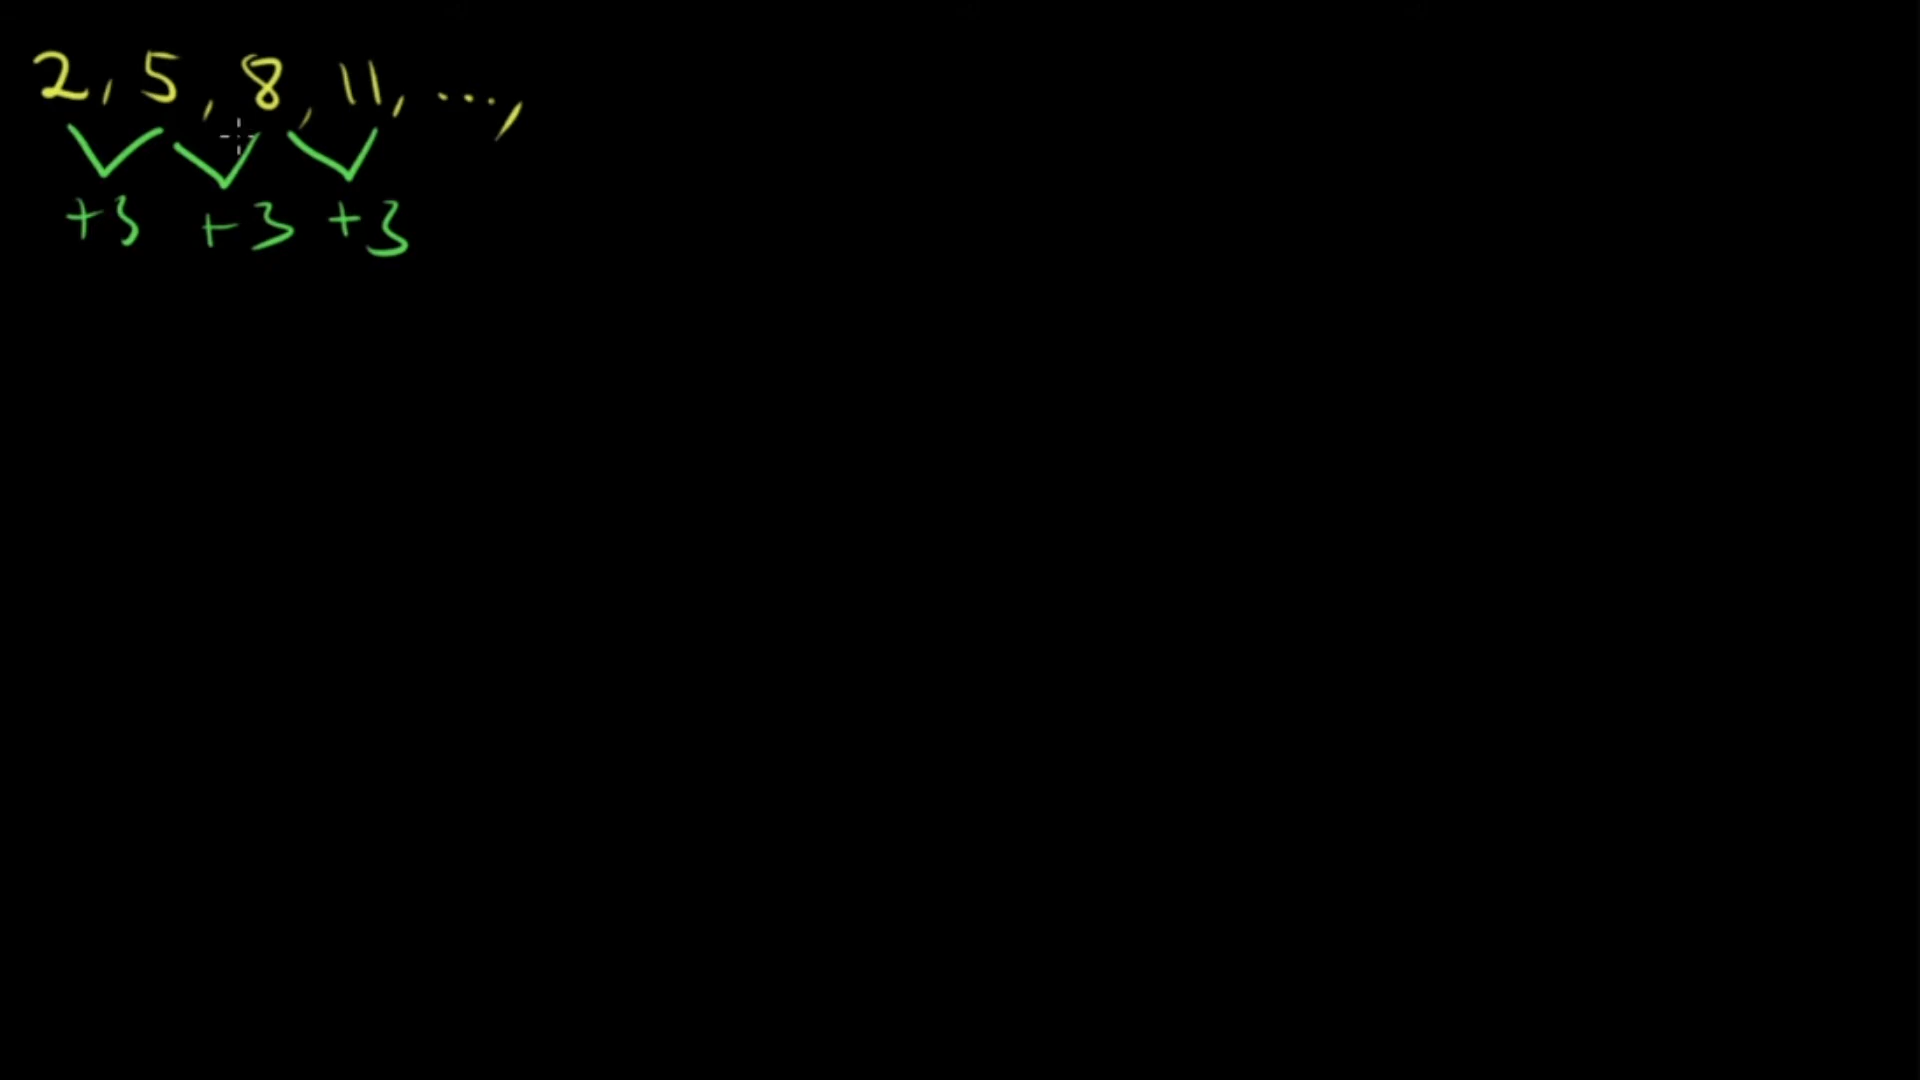 2, 5, 8, 11, ...,
+3 +3 +3